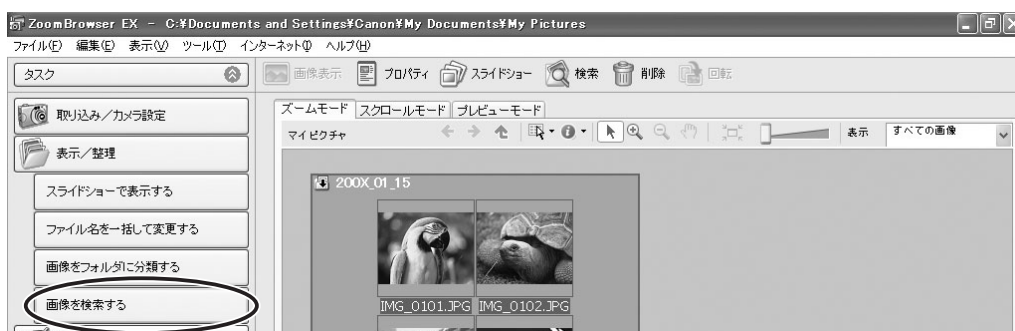 ZoomBrowser EX - C:¥Documents and Settings¥Canon¥My Documents¥My Pictures
ファイル(F) 編集(E) 表示(V) ツール(T) インターネット(I) ヘルプ(H)
タスク
画像表示 プロパティ スライドショー 検索 削除 回転
取り込み／カメラ設定
ズームモード スクロールモード プレビューモード
マイ ピクチャ
表示 すべての画像
表示／整理
200X_01_15
スライドショーで表示する
ファイル名を一括して変更する
画像をフォルダに分類する
画像を検索する
IMG_0101.JPG IMG_0102.JPG